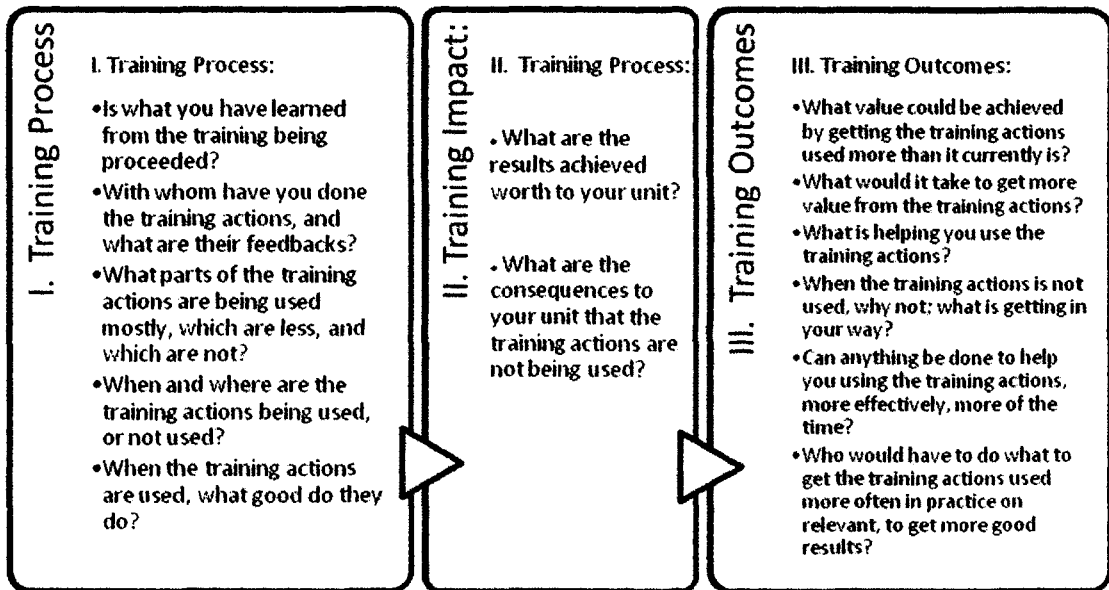 I. Training Process
I. Training Process:
•Is what you have learned
from the training being
proceeded?
•With whom have you done
the training actions, and
what are their feedbacks?
•What parts of the training
actions are being used
mostly, which are less, and
which are not?
•When and where are the
training actions being used,
or not used?
•When the training actions
are used, what good do they
do?
II. Training Impact:
II. Trainiing Process:
• What are the
results achieved
worth to your unit?
• What are the
consequences to
your unit that the
training actions are
not being used?
III. Training Outcomes
III. Training Outcomes:
•What value could be achieved
by getting the training actions
used more than it currently is?
•What would it take to get more
value from the training actions?
•What is helping you use the
training actions?
•When the training actions is not
used, why not; what is getting in
your way?
•Can anything be done to help
you using the training actions,
more effectively, more of the
time?
•Who would have to do what to
get the training actions used
more often in practice on
relevant, to get more good
results?